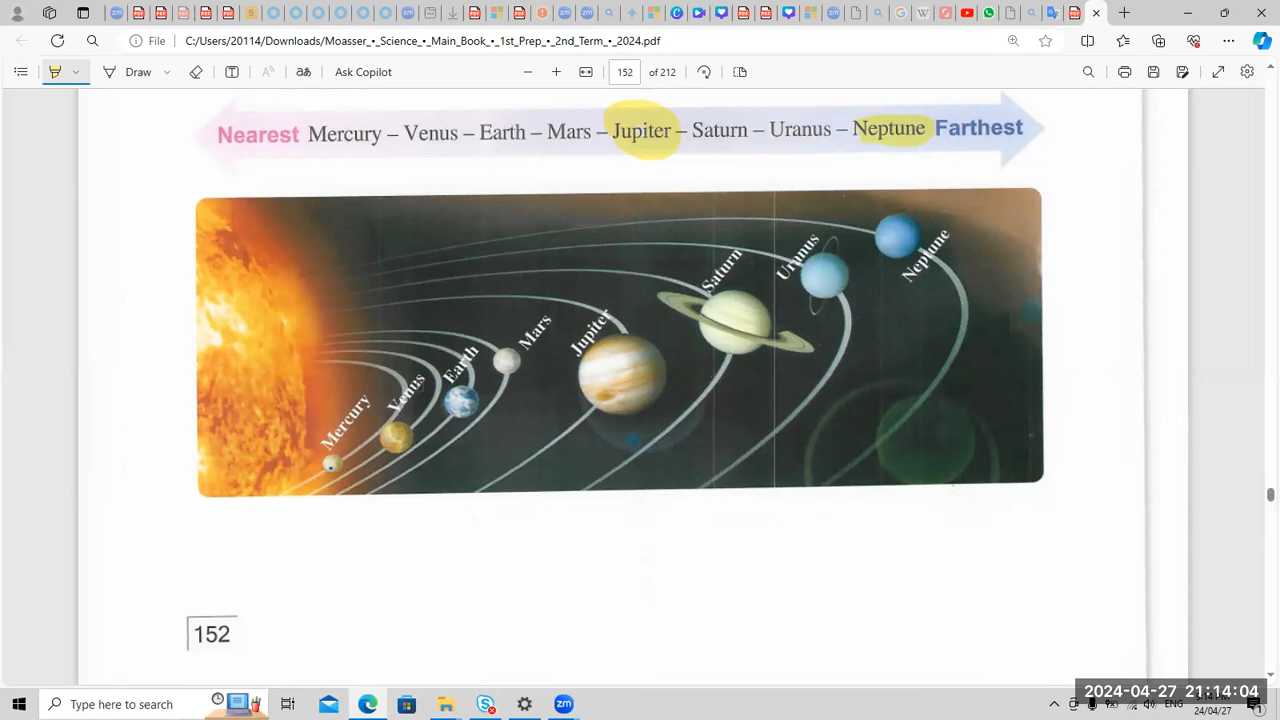 File
C:/Users/20114/Downloads/Moasser_•_Science_•_Main_Book_•_1st_Prep_•_2nd_Term_•_2024.pdf
Draw
Ask Copilot
152 of 212
Nearest Mercury – Venus – Earth – Mars – Jupiter – Saturn – Uranus – Neptune Farthest
Mercury
Venus
Earth
Mars
Jupiter
Saturn
Uranus
Neptune
152
Type here to search
ENG
2024-04-27 21:14:04
24/04/27